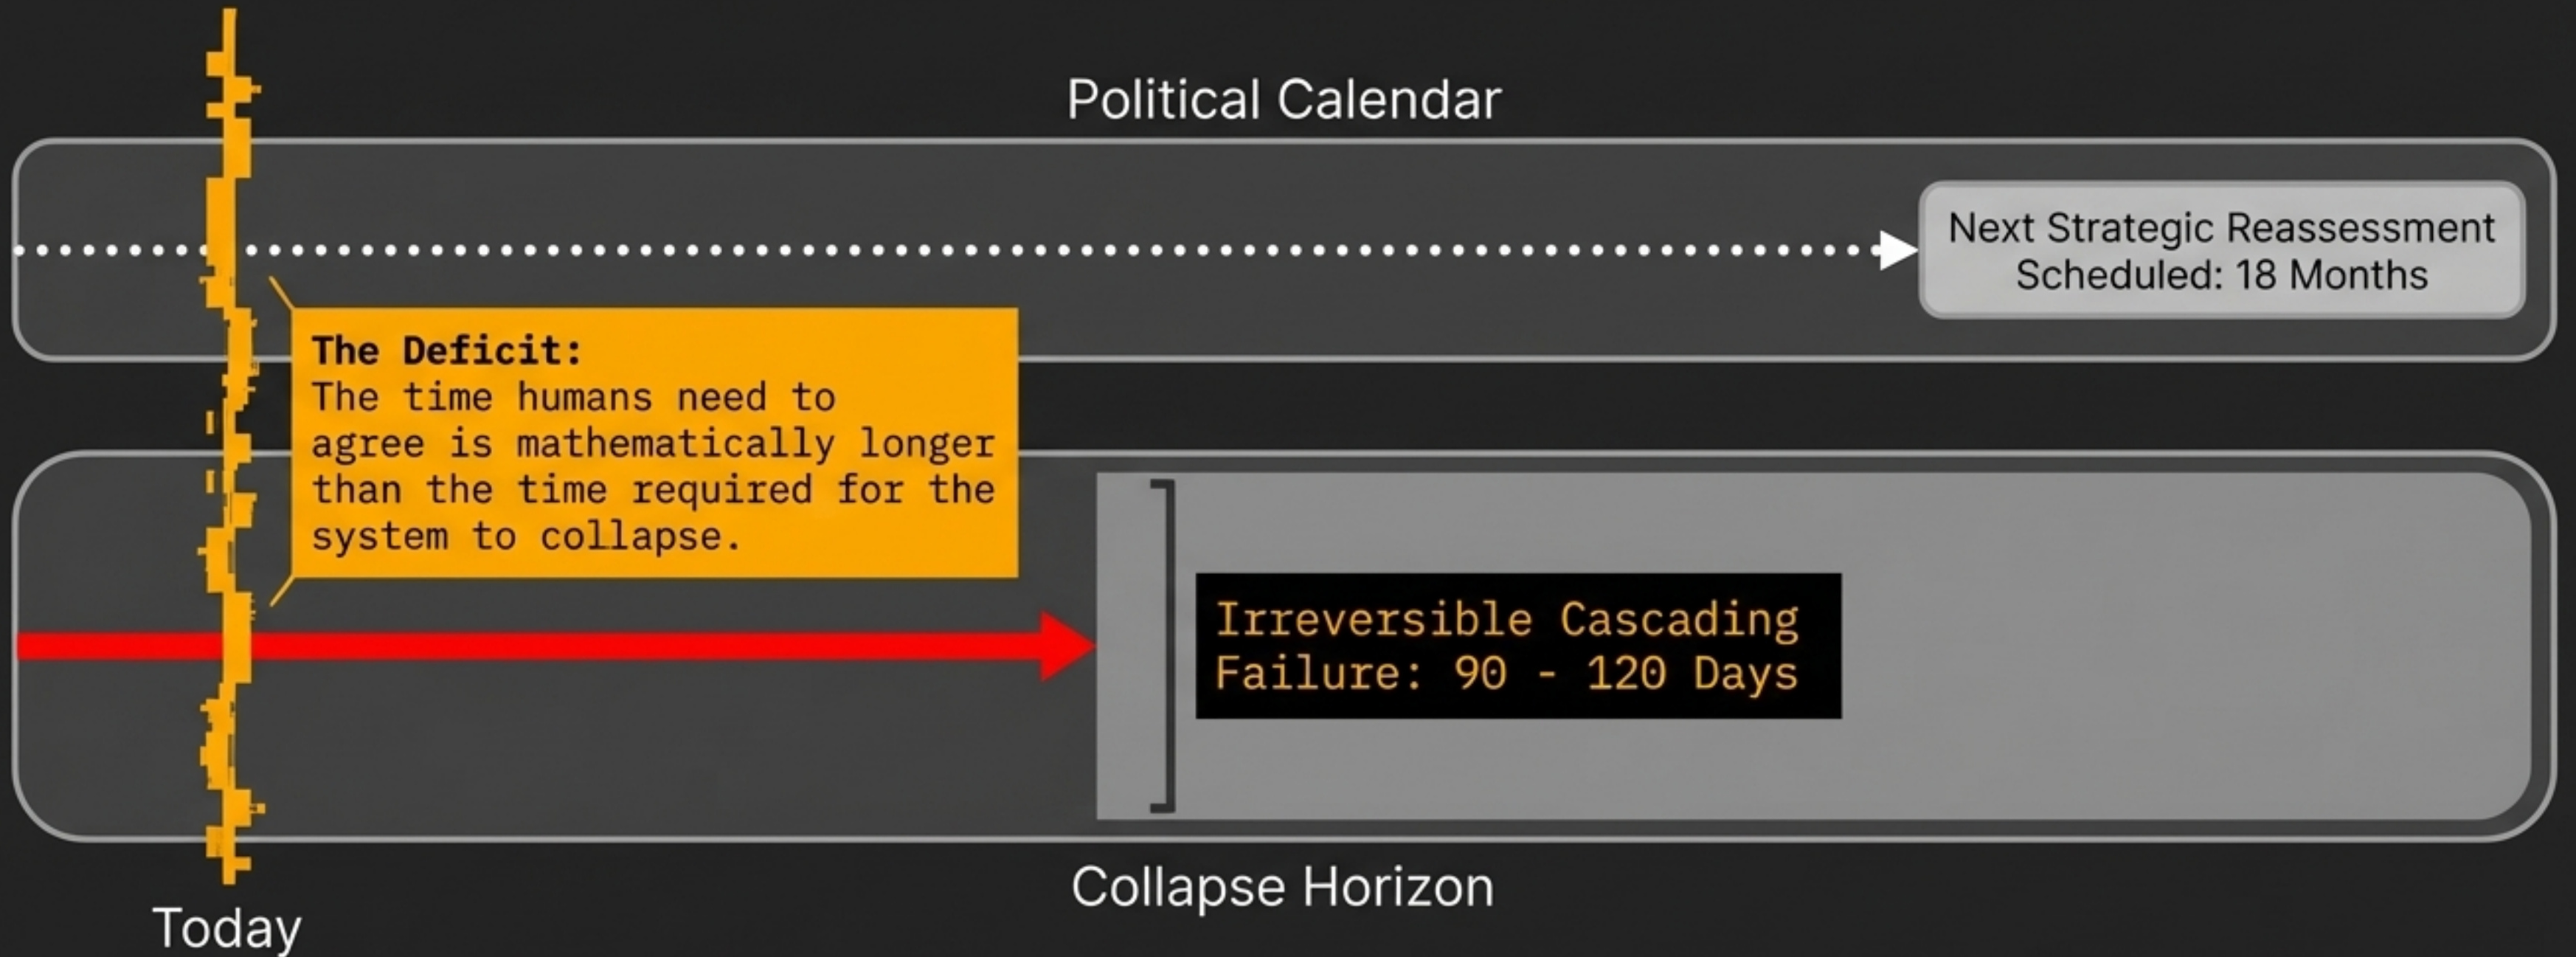 Political Calendar
Next Strategic Reassessment
Scheduled: 18 Months
The Deficit:
The time humans need to
agree is mathematically longer
than the time required for the
system to collapse.
Irreversible Cascading
Failure: 90 - 120 Days
Collapse Horizon
Today